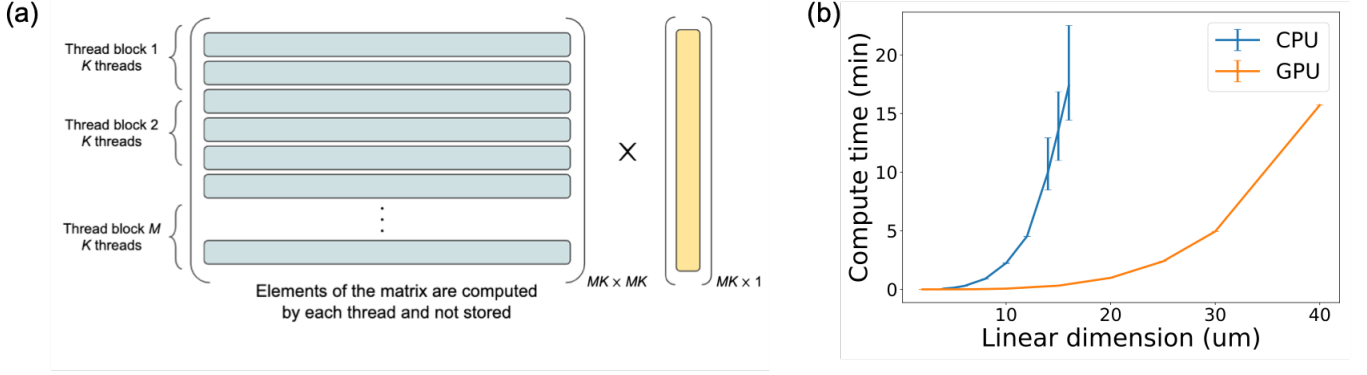 (a)
Thread block 1
K threads
Thread block 2
K threads
Thread block M
K threads
X
MK x MK
MK x 1
Elements of the matrix are computed
by each thread and not stored
(b)
Compute time (min)
20
15
10
5
0
CPU
GPU
10 20 30 40
Linear dimension (um)